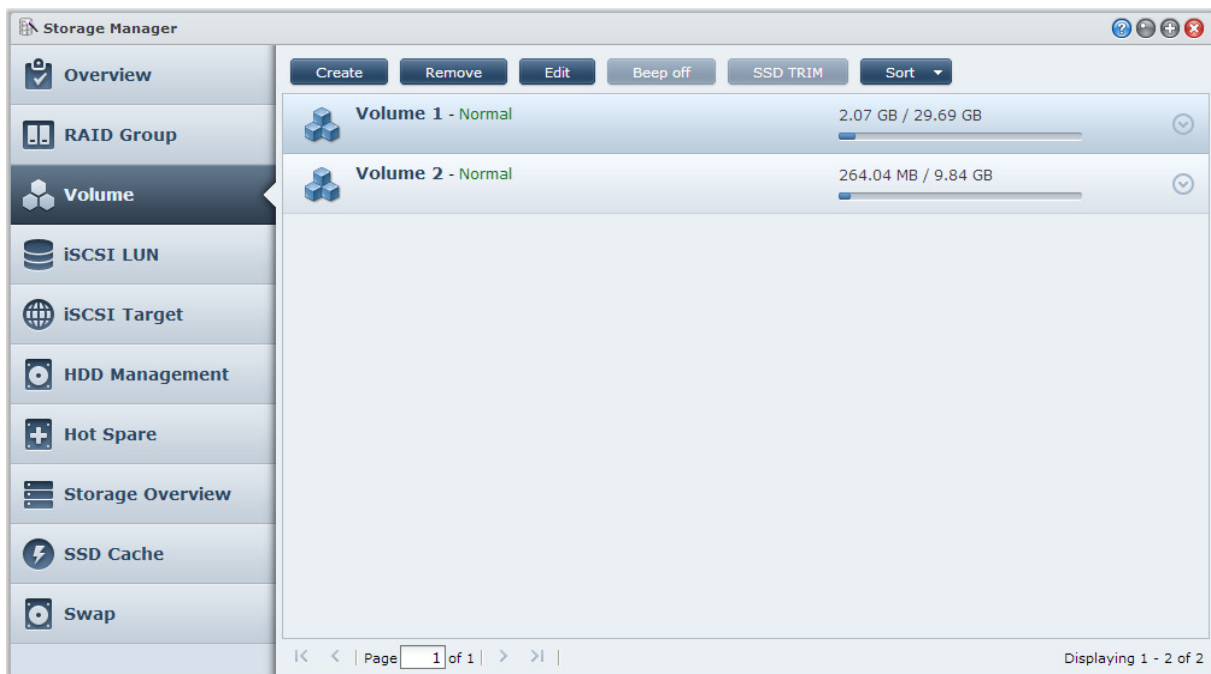 Storage Manager
Overview
RAID Group
Volume
iSCSI LUN
iSCSI Target
HDD Management
Hot Spare
Storage Overview
SSD Cache
Swap
Create Remove Edit Beep off SSD TRIM Sort
Volume 1 - Normal 2.07 GB / 29.69 GB
Volume 2 - Normal 264.04 MB / 9.84 GB
Page 1 of 1 Displaying 1 - 2 of 2